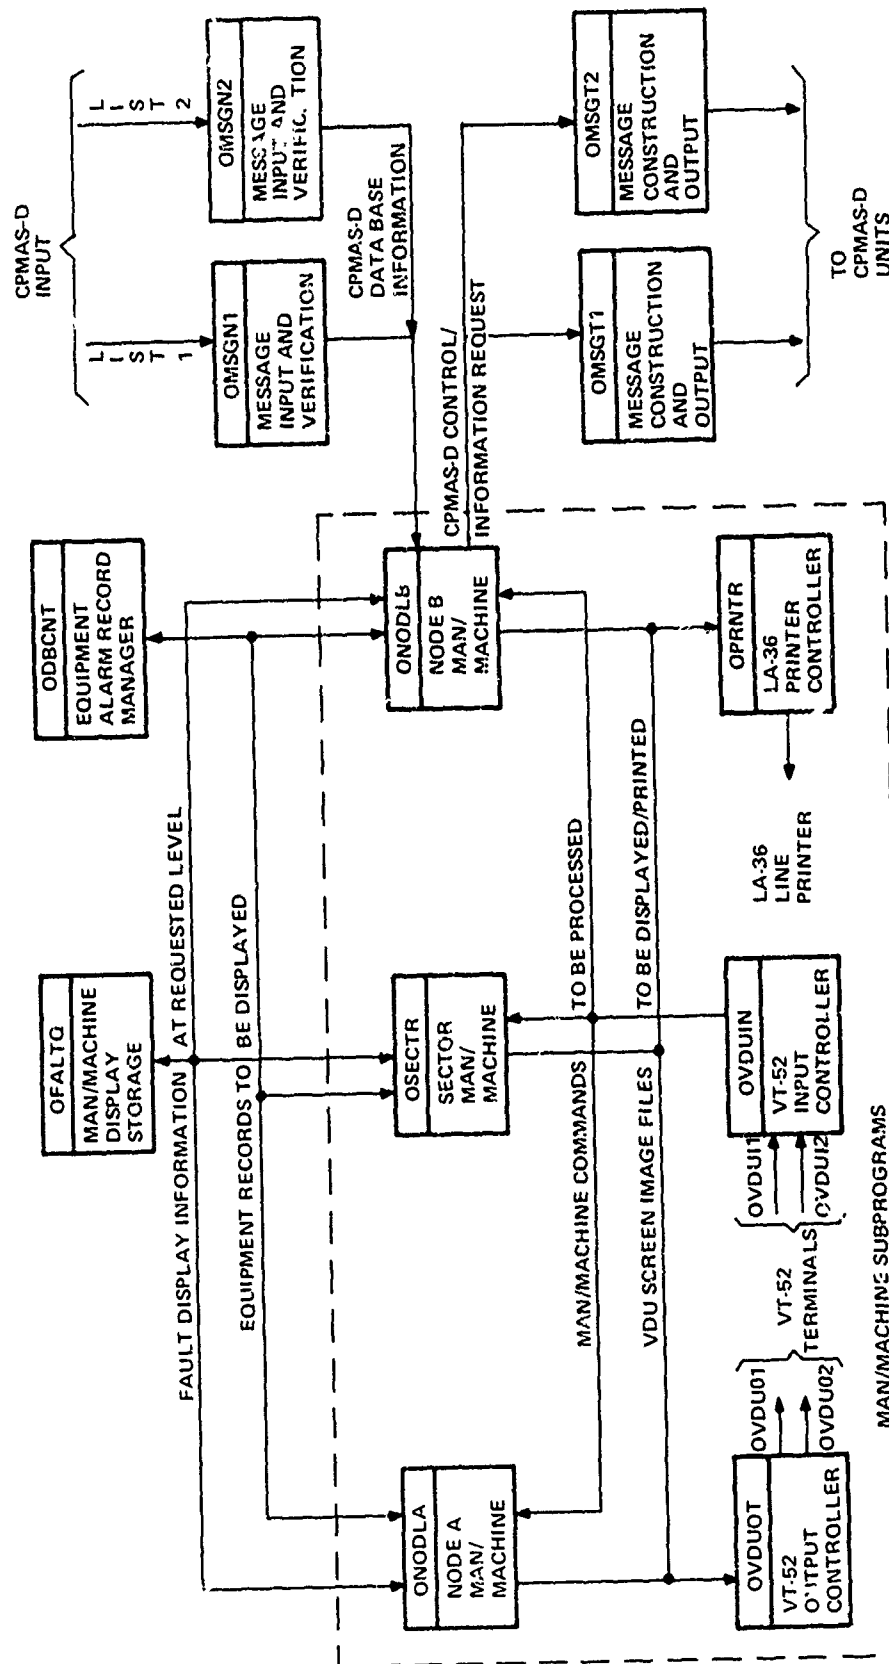 CPMAS-D
INPUT
L
I
S
T
1
L
I
S
T
2
OFALTQ
MAN/MACHINE
DISPLAY
STORAGE
ODBCNT
EQUIPMENT
ALARM RECORD
MANAGER
OMSGN1
MESSAGE
INPUT AND
VERIFICATION
OMSGN2
MESSAGE
INPUT AND
FAULT DISPLAY INFORMATION AT REQUESTED LEVEL
EQUIPMENT RECORDS TO BE DISPLAYED
CPMAS-D
DATA BASE
INFORMATION
ONODLA
NODE A
MAN/
MACHINE
OSECTR
SECTOR
MAN/
MACHINE
ONODLB
NODE B
MAN/
MACHINE
CPMAS-D CONTROL/
INFORMATION REQUEST
MAN/MACHINE COMMANDS TO BE PROCESSED
VDU SCREEN IMAGE FILES TO BE DISPLAYED/PRINTED
OMSGT1
MESSAGE
CONSTRUCTION
AND
OUTPUT
OMSGT2
MESSAGE
CONSTRUCTION
AND
OUTPUT
OVDUOT
VT-52
OUTPUT
CONTROLLER
OVDU01
OVDU02
VT-52
TERMINALS
OVDUI1
OVDUI2
OVDUIN
VT-52
INPUT
CONTROLLER
LA-36
LINE
PRINTER
OPRNTR
LA-36
PRINTER
CONTROLLER
TO
CPMAS-D
UNITS
MAN/MACHINE SUBPROGRAMS